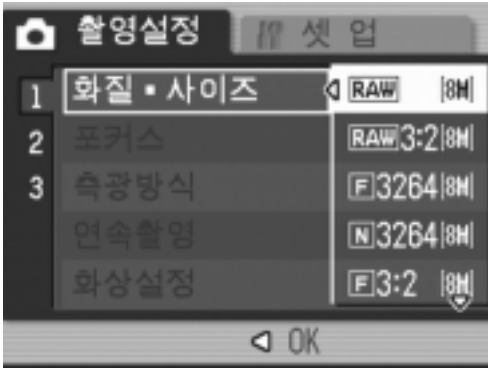 촬영설정 셋 업
1 화질▪사이즈 RAW 8M
2 포커스 RAW 3:2 8M
3 측광방식 F 3264 8M
연속촬영 N 3264 8M
화상설정 F 3:2 8M
OK